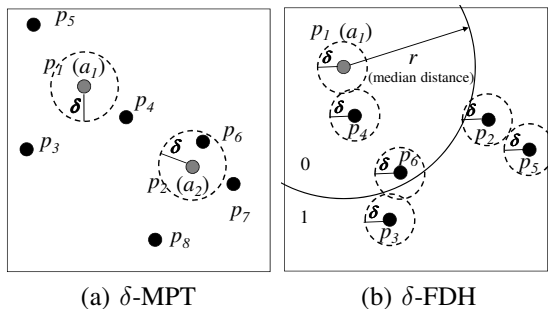 p5
p1 (a1)
δ
p4
p3
δ
p6
p2 (a2)
p7
p8
(a) δ-MPT
p1 (a1)
δ
r
(median distance)
δ
p4
δ
p2
δ
p5
0
δ
p6
1
δ
p3
(b) δ-FDH